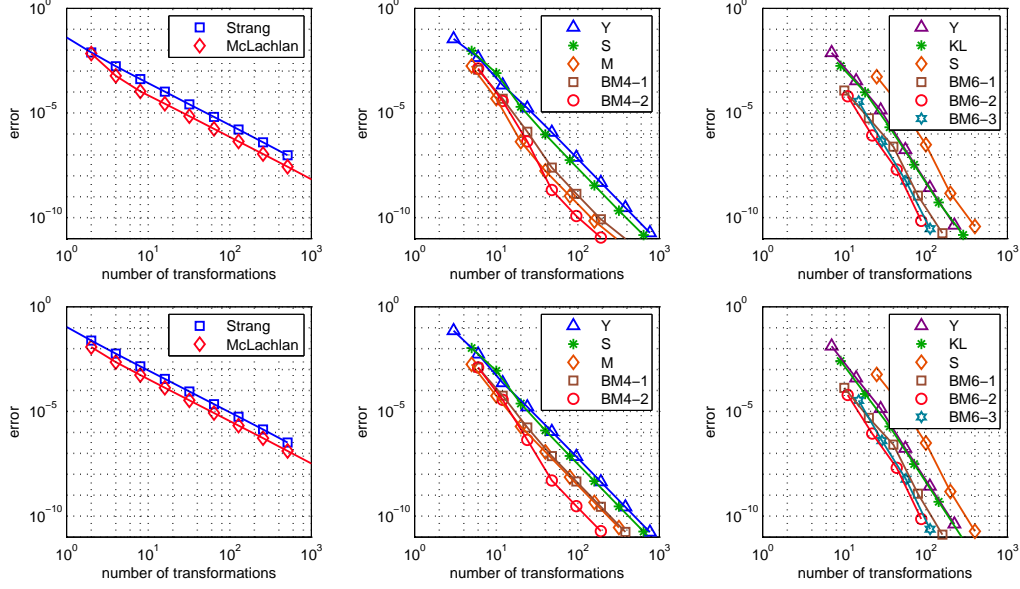 10^0
10^-5
10^-10
error
10^0 10^1 10^2 10^3
number of transformations
Strang
McLachlan
10^0
10^-5
10^-10
error
10^0 10^1 10^2 10^3
number of transformations
Y
S
M
BM4−1
BM4−2
10^0
10^-5
10^-10
error
10^0 10^1 10^2 10^3
number of transformations
Y
KL
S
BM6−1
BM6−2
BM6−3
10^0
10^-5
10^-10
error
10^0 10^1 10^2 10^3
number of transformations
Strang
McLachlan
10^0
10^-5
10^-10
error
10^0 10^1 10^2 10^3
number of transformations
Y
S
M
BM4−1
BM4−2
10^0
10^-5
10^-10
error
10^0 10^1 10^2 10^3
number of transformations
Y
KL
S
BM6−1
BM6−2
BM6−3